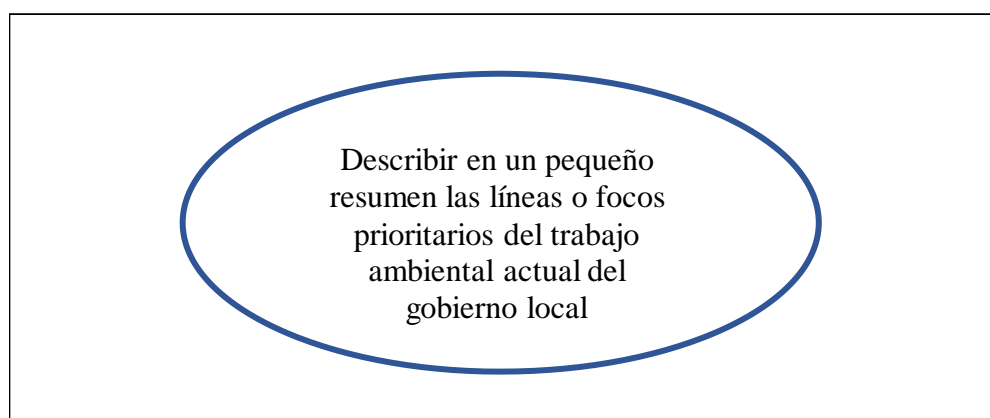 Describir en un pequeño
resumen las líneas o focos
prioritarios del trabajo
ambiental actual del
gobierno local